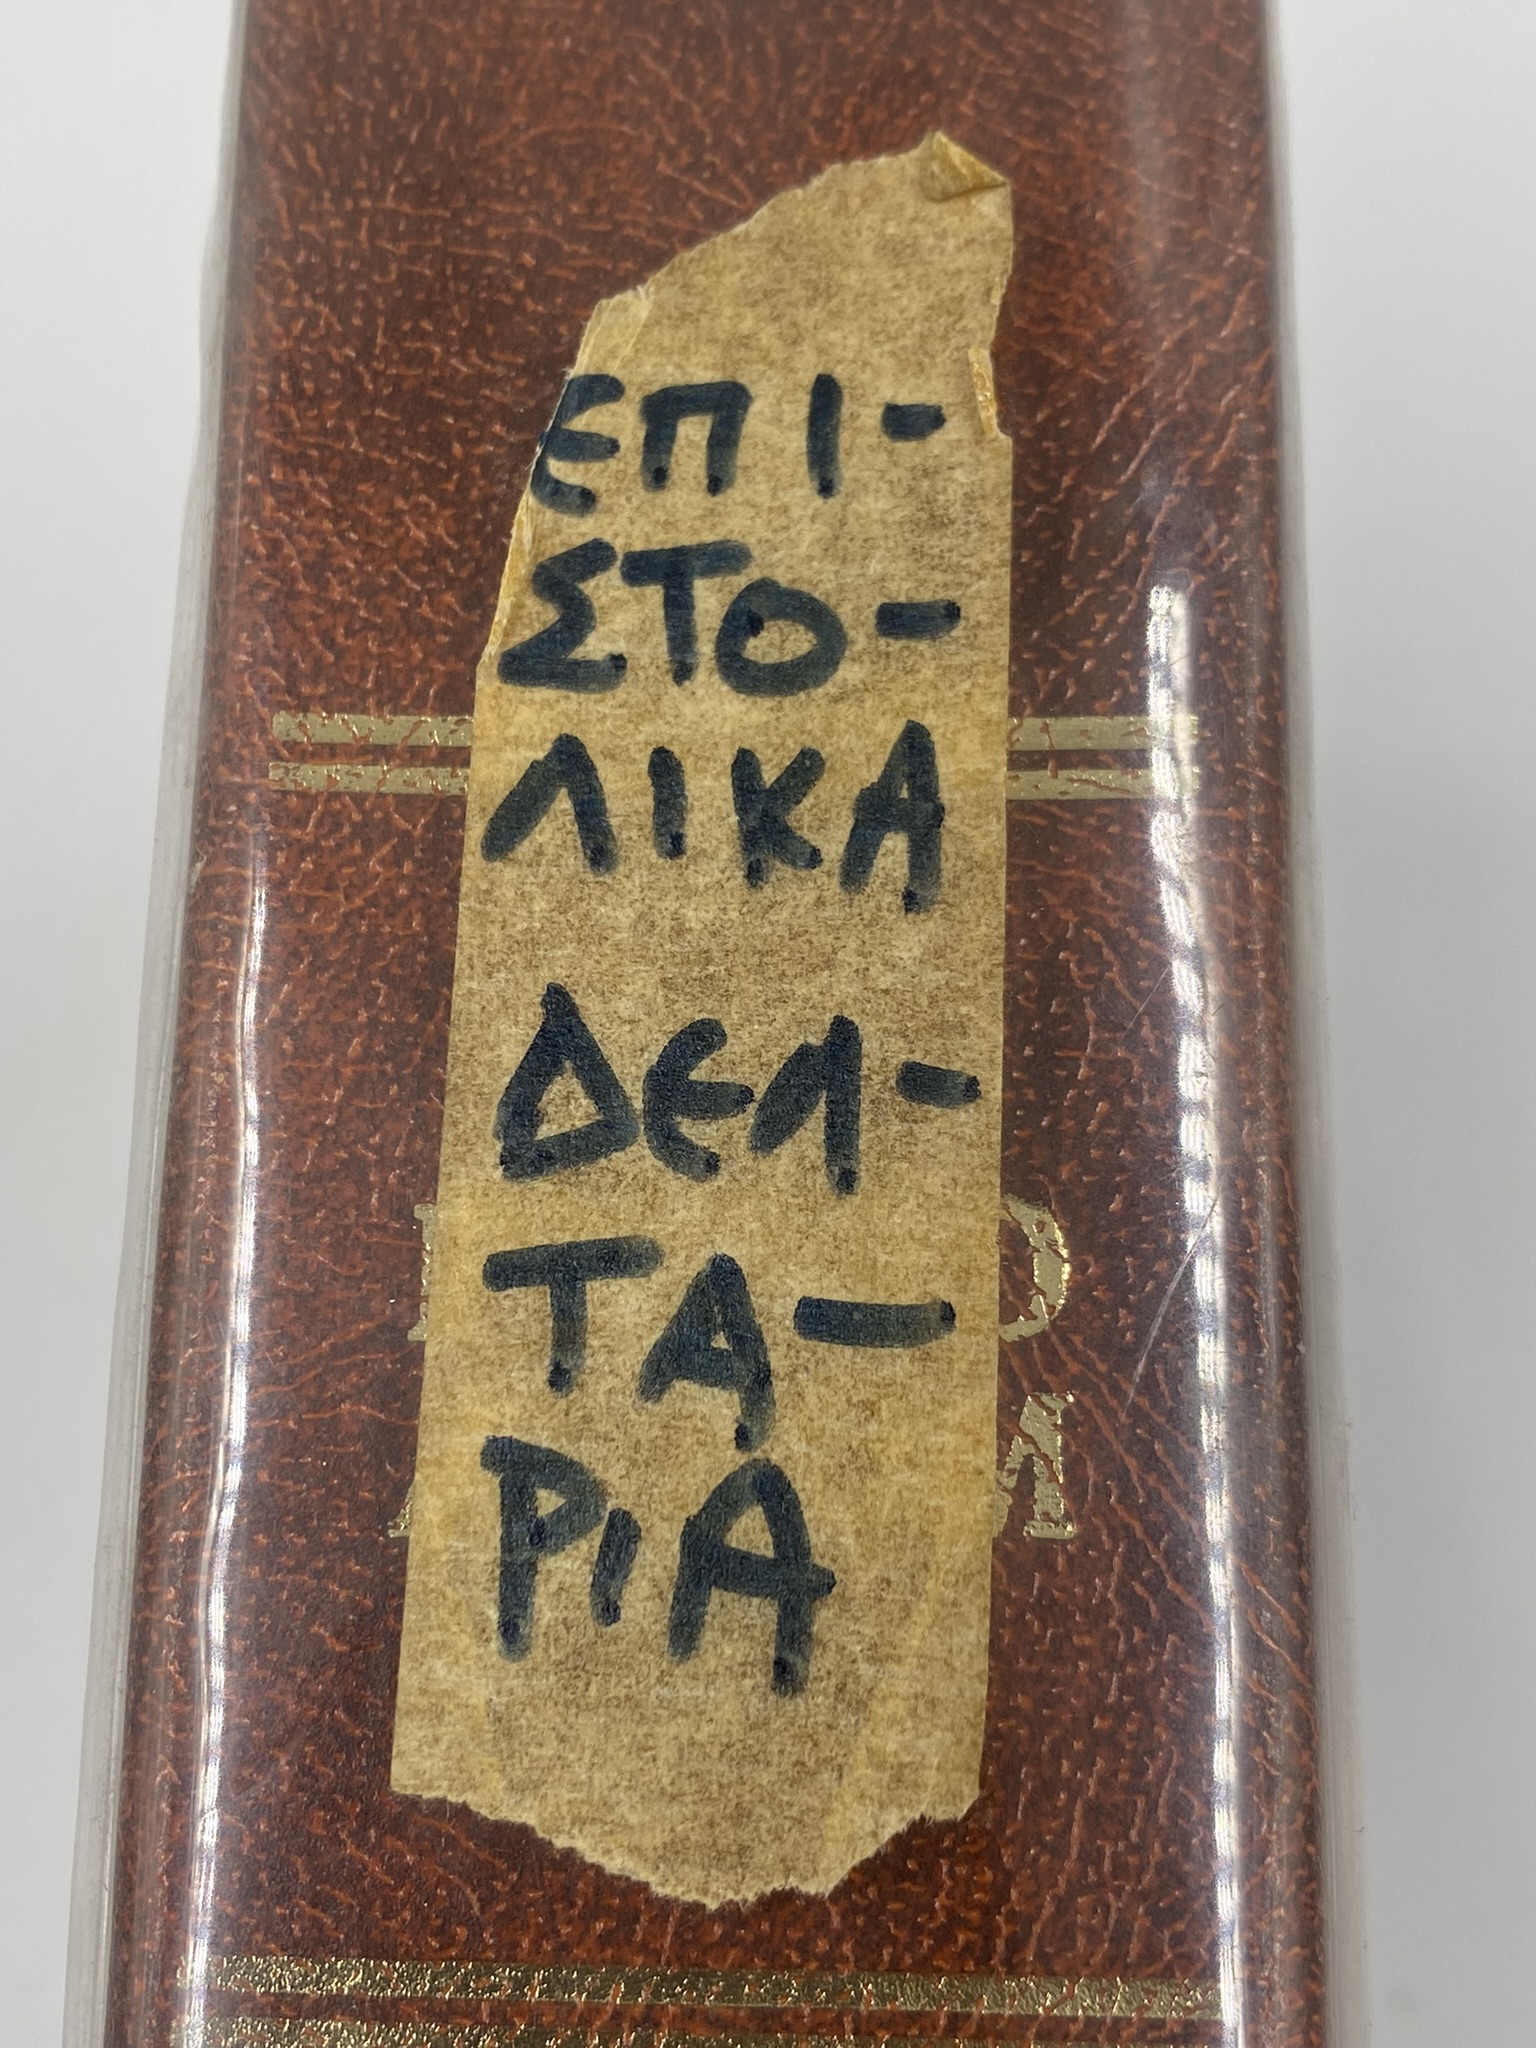 ΕΠΙ-
ΣΤΟ-
ΛΙΚΑ
ΔΕΛ-
ΤΑ-
ΡΙΑ